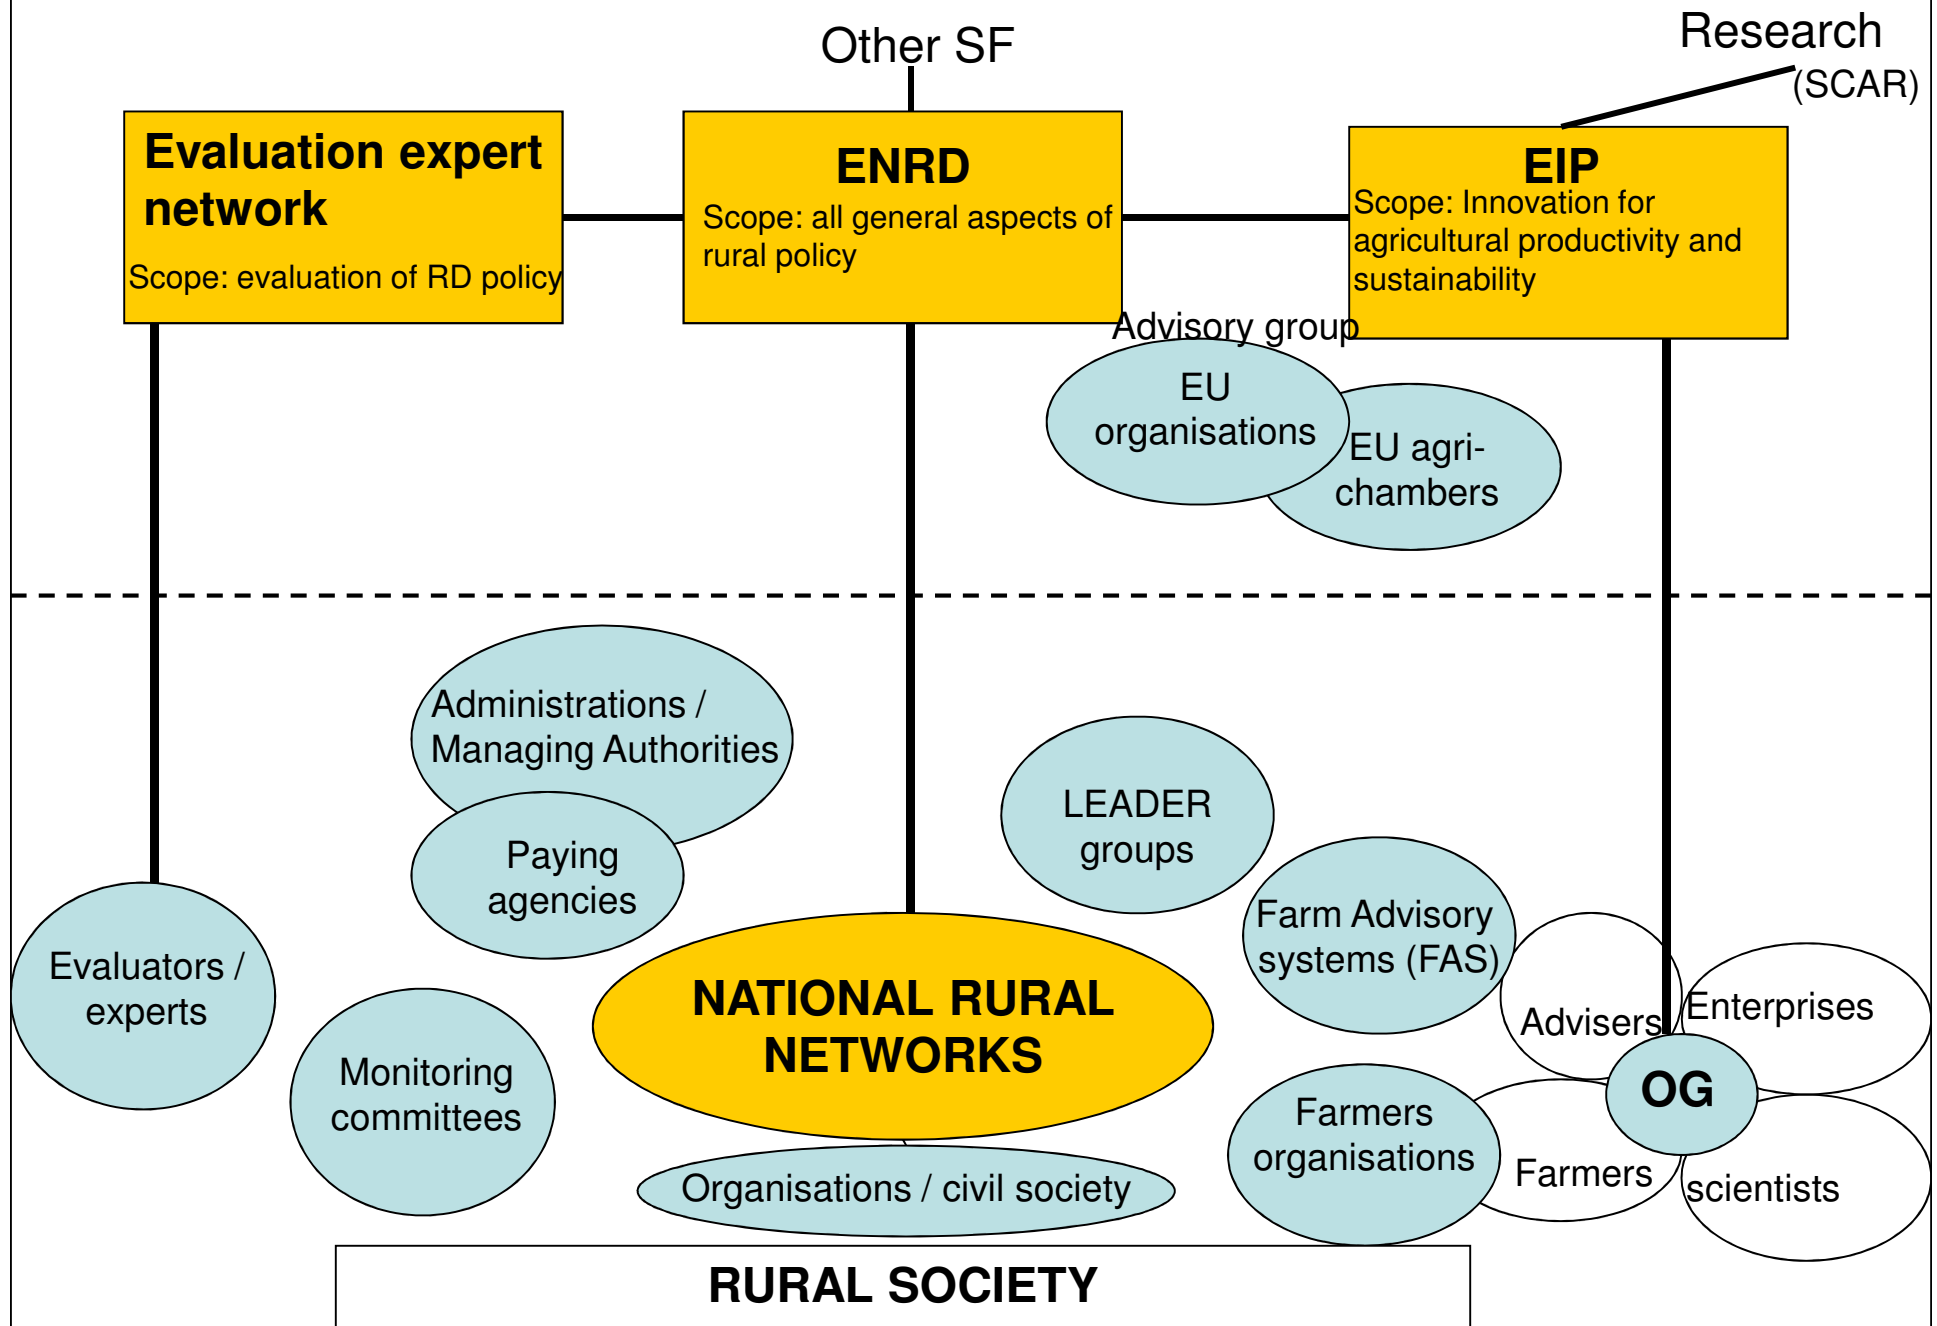 Other SF
Research
(SCAR)
Evaluation expert
network
Scope: evaluation of RD policy
ENRD
Scope: all general aspects of
rural policy
EIP
Scope: Innovation for
agricultural productivity and
sustainability
Advisory group
EU
organisations
EU agri-
chambers
Administrations /
Managing Authorities
Paying
agencies
LEADER
groups
Farm Advisory
systems (FAS)
Evaluators /
experts
Monitoring
committees
NATIONAL RURAL
NETWORKS
Advisers
Enterprises
OG
Farmers
organisations
Farmers
scientists
Organisations / civil society
RURAL SOCIETY